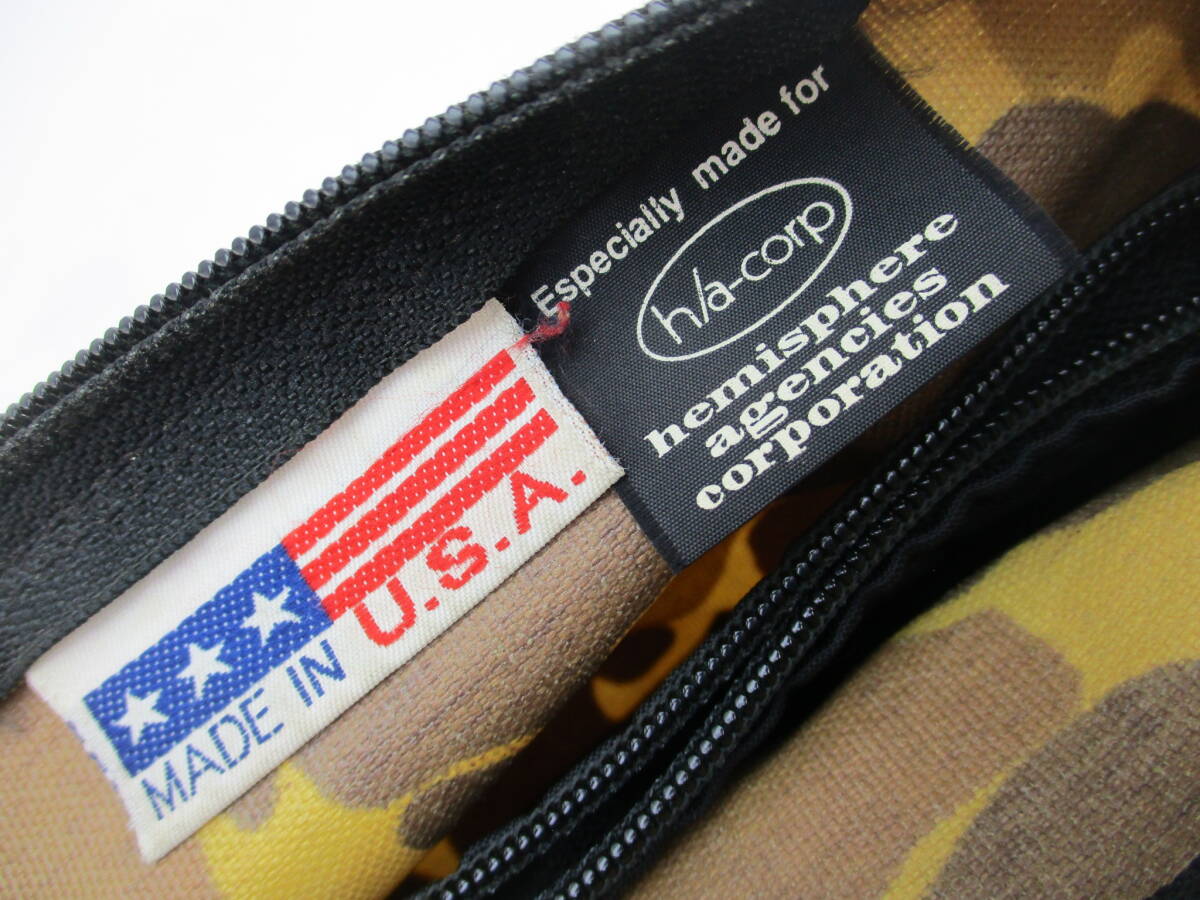 Especially made for
h/a-corp
hemisphere
agencies
corporation
MADE IN
U.S.A.